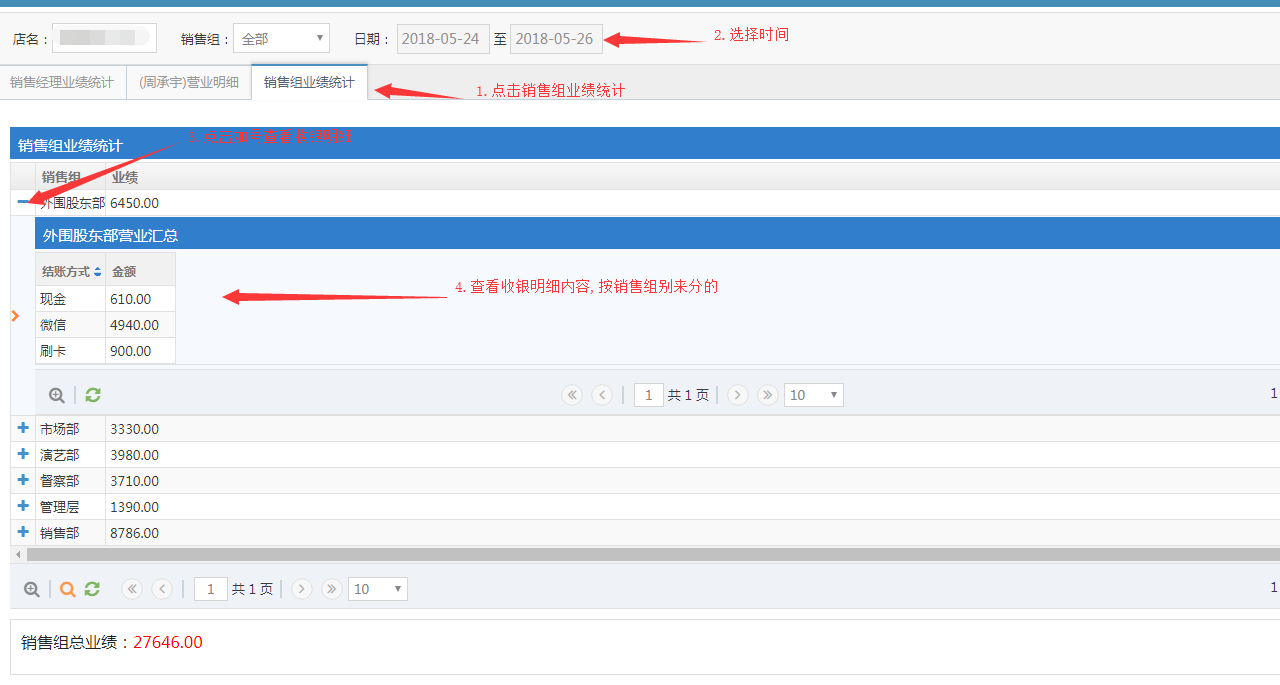 店名： 销售组： 全部 日期： 2018-05-24 至 2018-05-26 2. 选择时间
销售经理业绩统计 (周承宇)营业明细 销售组业绩统计
1. 点击销售组业绩统计
销售组业绩统计
销售组 业绩
外围股东部 6450.00
外围股东部营业汇总
结账方式 金额
4. 查看收银明细内容, 按销售组别来分的
现金 610.00
微信 4940.00
刷卡 900.00
1 共 1 页 10 1
市场部 3330.00
演艺部 3980.00
督察部 3710.00
管理层 1390.00
销售部 8786.00
1 共 1 页 10 1
销售组总业绩：27646.00